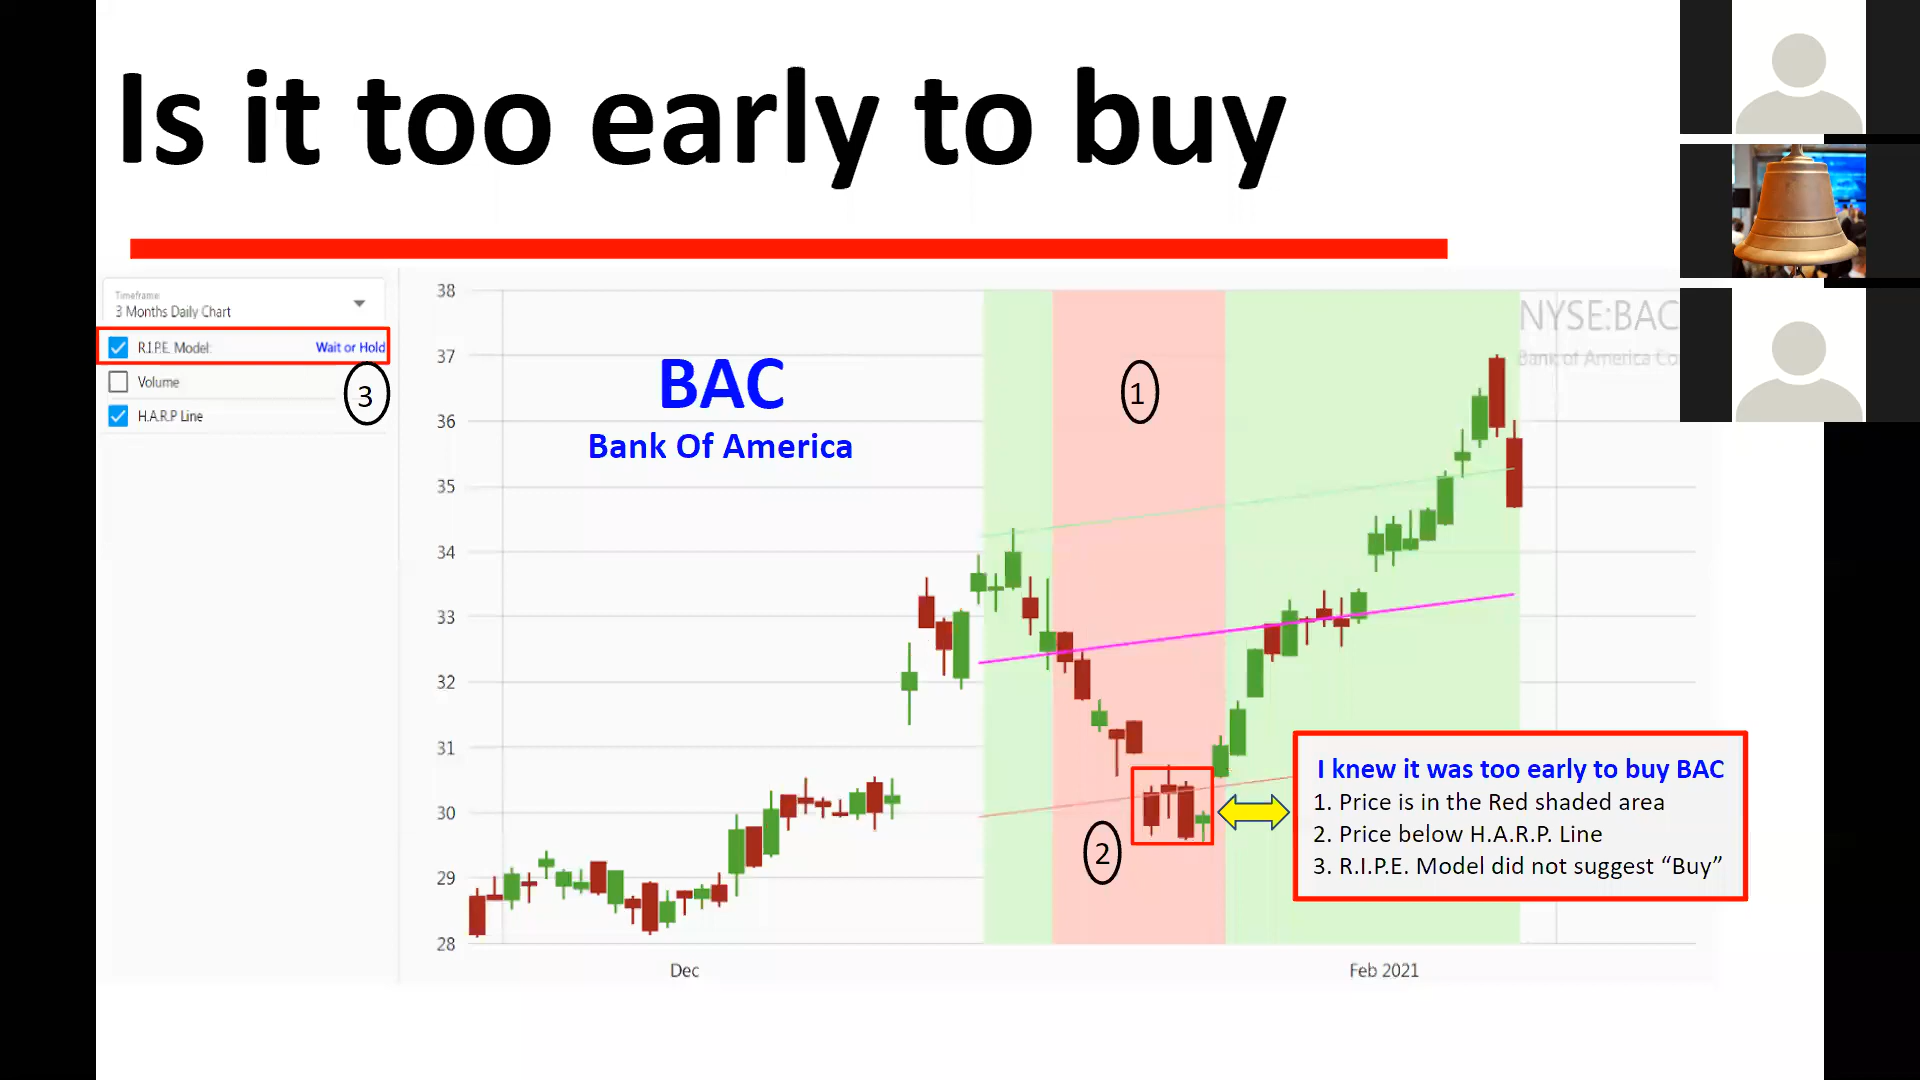 Is it too early to buy
Timeframe:
3 Months Daily Chart
R.I.P.E. Model:
Wait or Hold
3
Volume
H.A.R.P Line
38
37
36
35
34
33
32
31
30
29
28
BAC
Bank Of America
1
2
NYSE:BAC
Bank of America Co
I knew it was too early to buy BAC
1. Price is in the Red shaded area
2. Price below H.A.R.P. Line
3. R.I.P.E. Model did not suggest “Buy”
Dec
Feb 2021